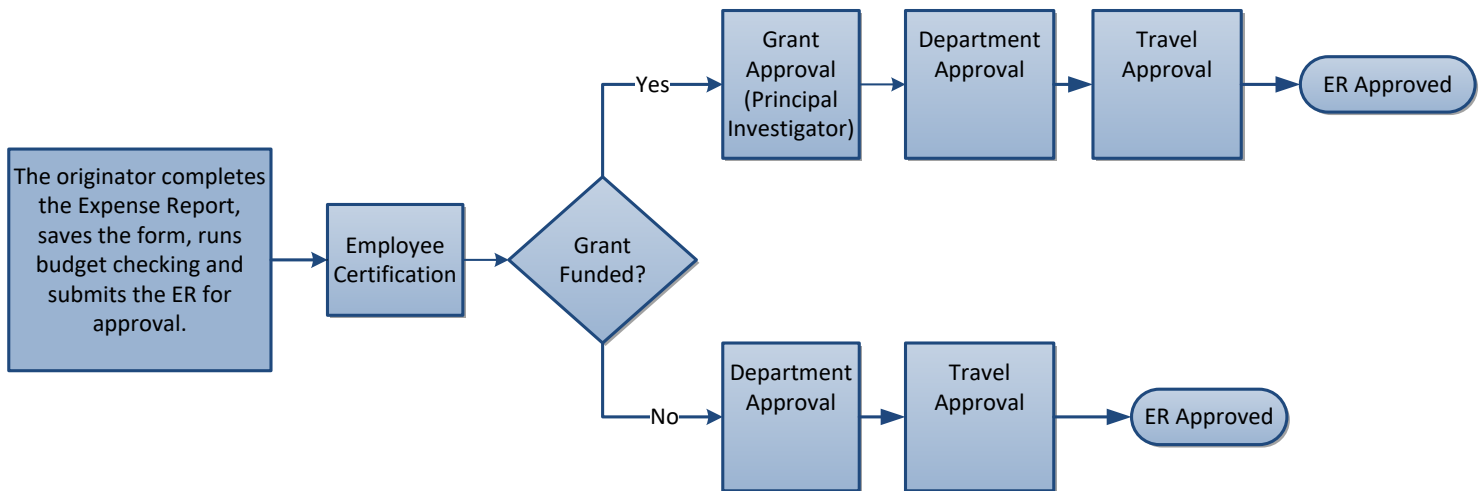 The originator completes
the Expense Report,
saves the form, runs
budget checking and
submits the ER for
approval.
Employee
Certification
Grant
Funded?
Yes
Grant
Approval
(Principal
Investigator)
Department
Approval
Travel
Approval
ER Approved
No
Department
Approval
Travel
Approval
ER Approved